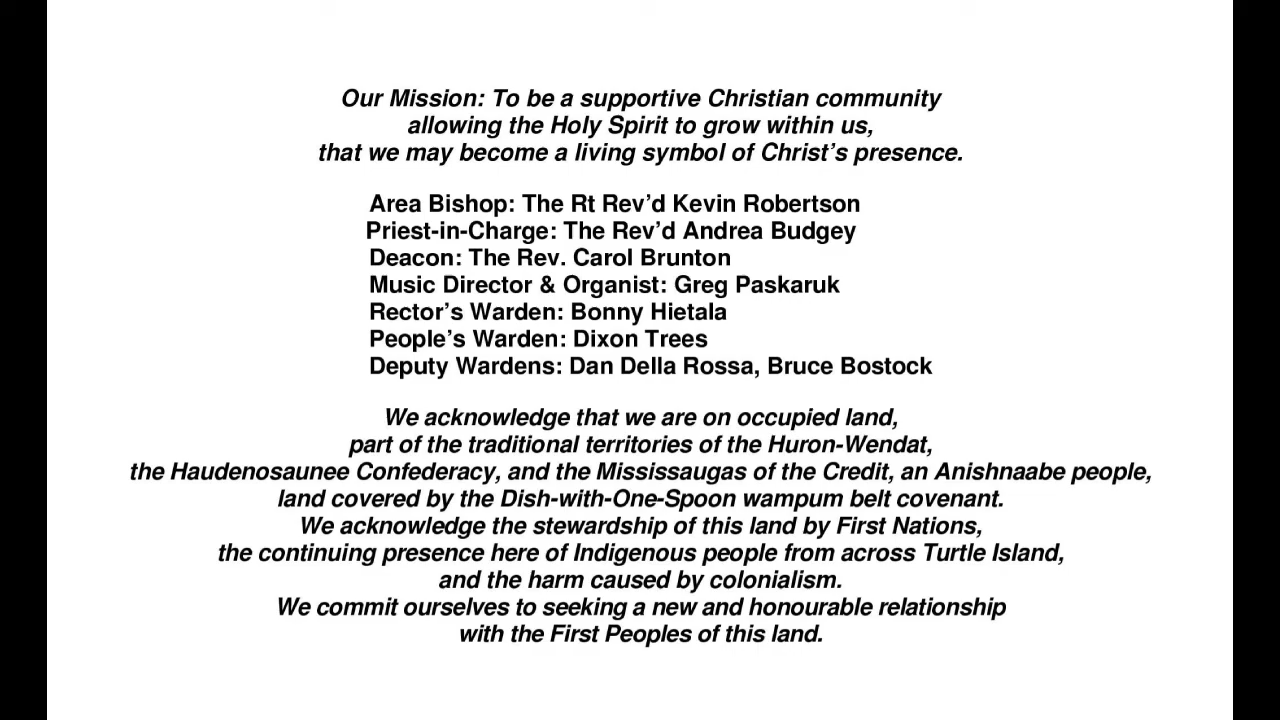 Our Mission: To be a supportive Christian community
allowing the Holy Spirit to grow within us,
that we may become a living symbol of Christ’s presence.
Area Bishop: The Rt Rev’d Kevin Robertson
Priest-in-Charge: The Rev’d Andrea Budgey
Deacon: The Rev. Carol Brunton
Music Director & Organist: Greg Paskaruk
Rector’s Warden: Bonny Hietala
People’s Warden: Dixon Trees
Deputy Wardens: Dan Della Rossa, Bruce Bostock
We acknowledge that we are on occupied land,
part of the traditional territories of the Huron-Wendat,
the Haudenosaunee Confederacy, and the Mississaugas of the Credit, an Anishnaabe people,
land covered by the Dish-with-One-Spoon wampum belt covenant.
We acknowledge the stewardship of this land by First Nations,
the continuing presence here of Indigenous people from across Turtle Island,
and the harm caused by colonialism.
We commit ourselves to seeking a new and honourable relationship
with the First Peoples of this land.